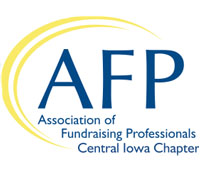 AFP
Association of
Fundraising Professionals
Central Iowa Chapter